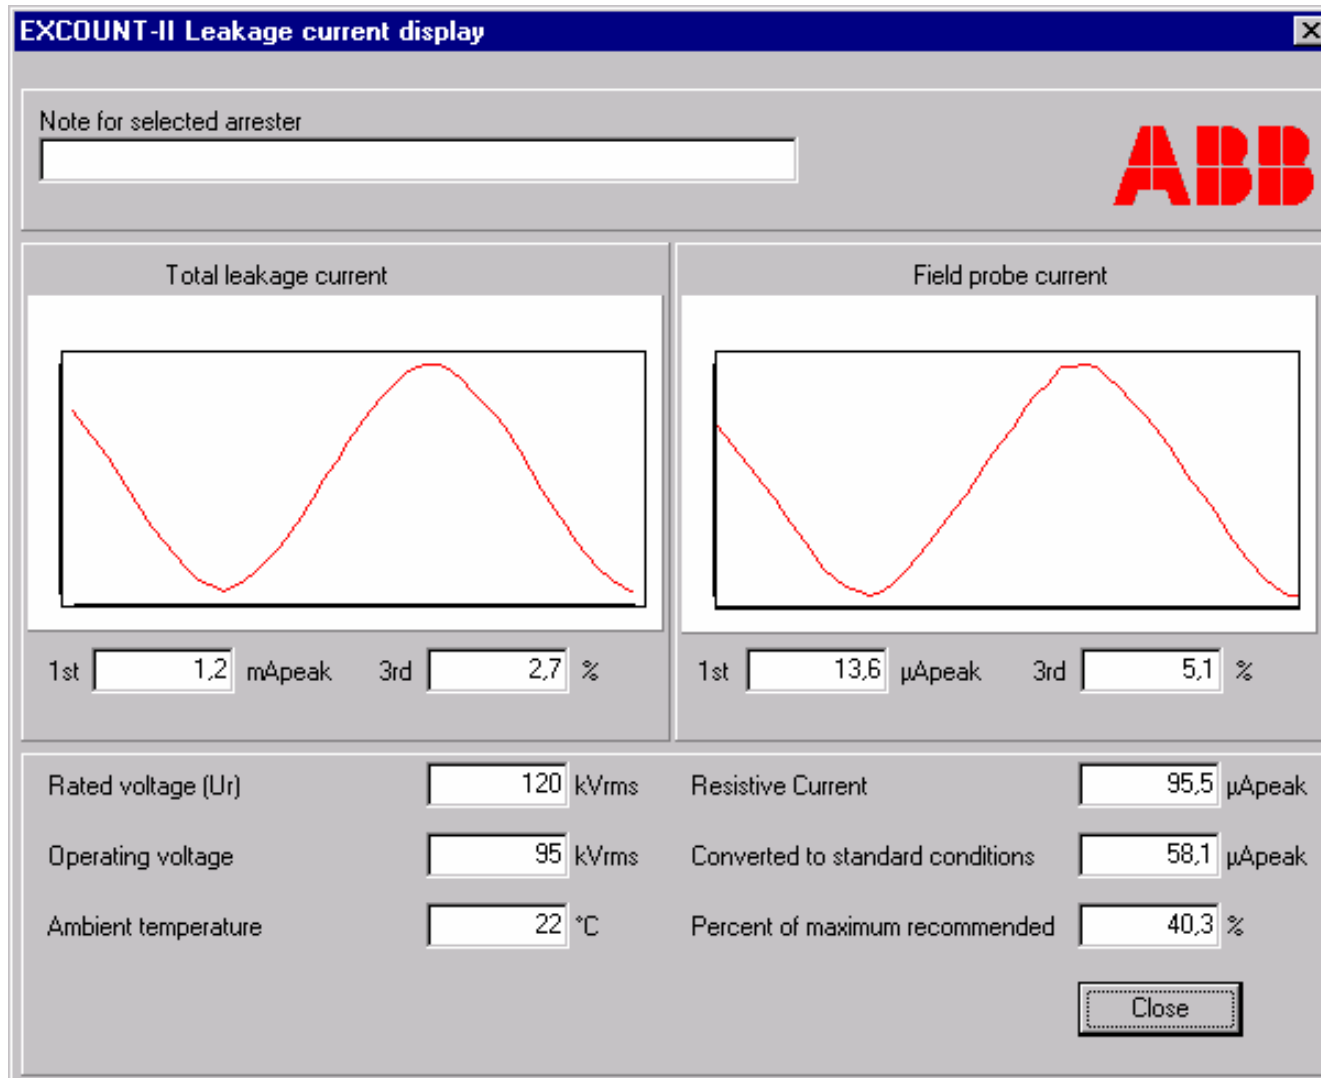 EXCOUNT-II Leakage current display
Note for selected arrester
ABB
Total leakage current
Field probe current
1st 1,2 mApeak 3rd 2,7 %
1st 13,6 µApeak 3rd 5,1 %
Rated voltage (Ur) 120 kVrms
Resistive Current 95,5 µApeak
Operating voltage 95 kVrms
Converted to standard conditions 58,1 µApeak
Ambient temperature 22 °C
Percent of maximum recommended 40,3 %
Close